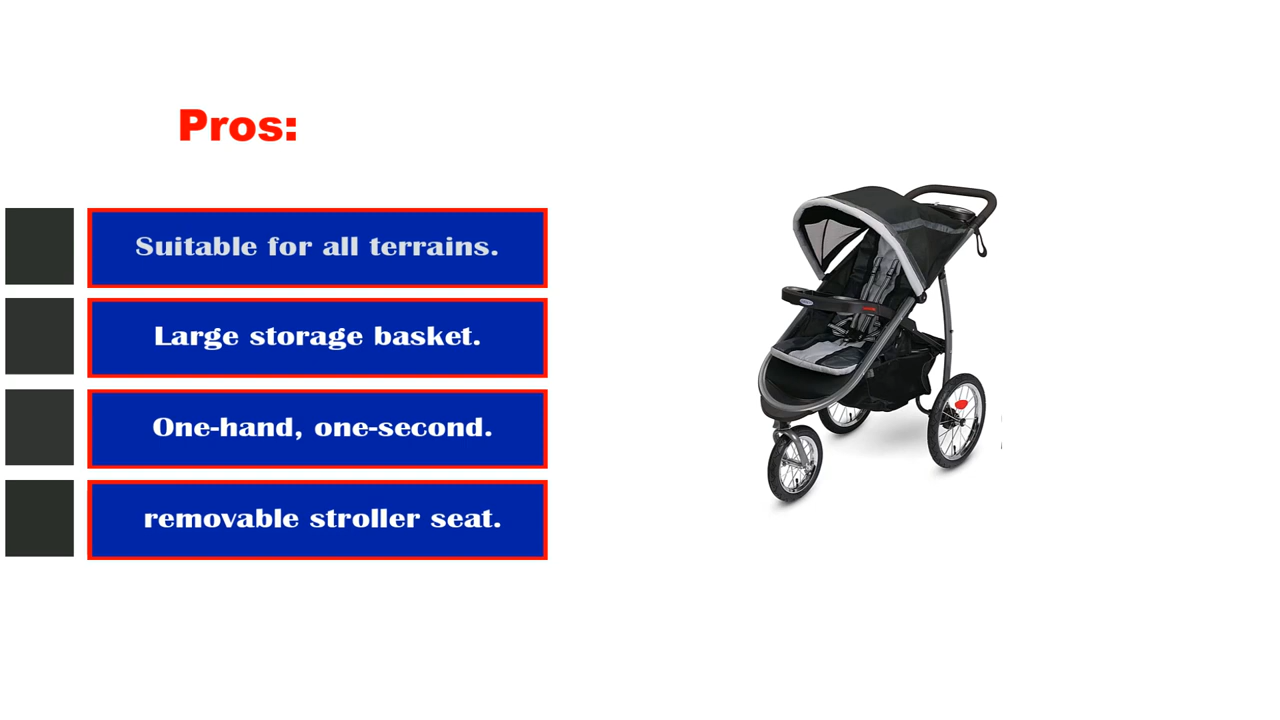 Pros:
Suitable for all terrains.
Large storage basket.
One-hand, one-second.
removable stroller seat.